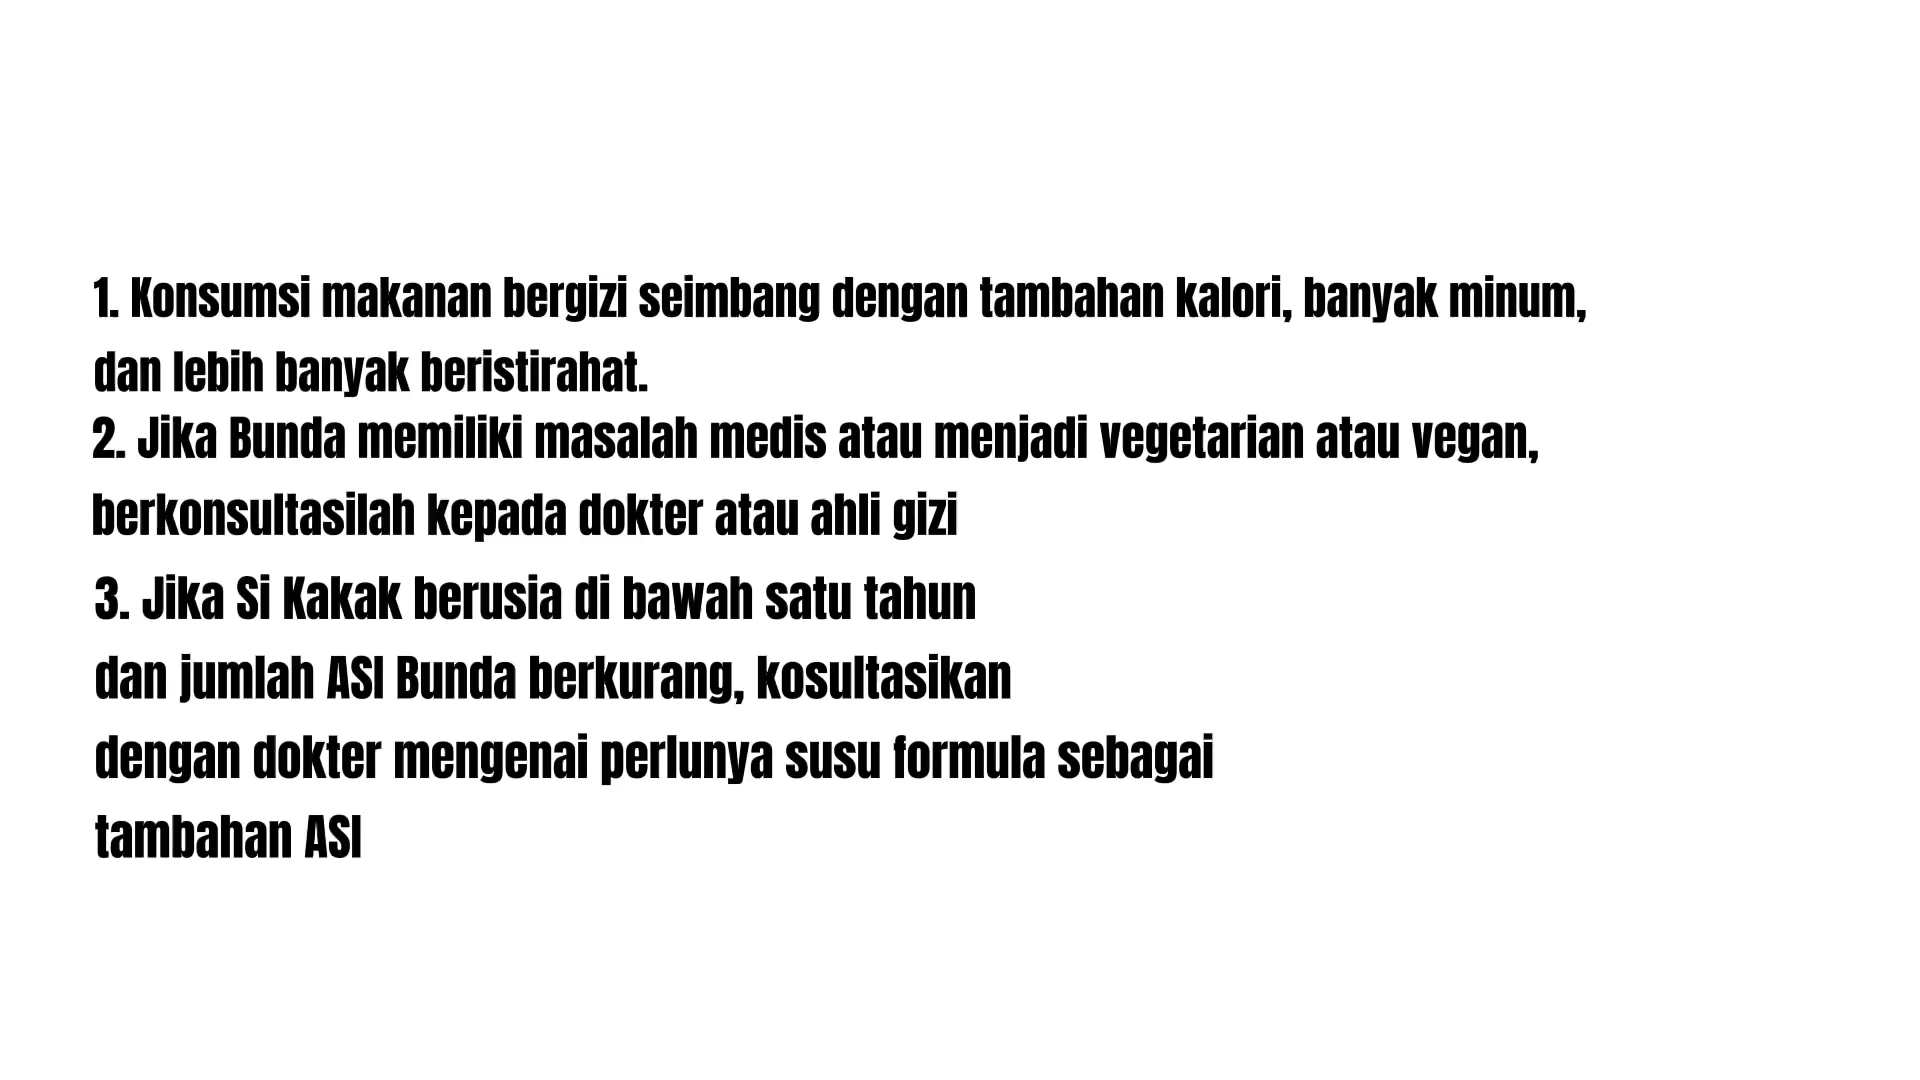 1. Konsumsi makanan bergizi seimbang dengan tambahan kalori, banyak minum,
dan lebih banyak beristirahat.
2. Jika Bunda memiliki masalah medis atau menjadi vegetarian atau vegan,
berkonsultasilah kepada dokter atau ahli gizi
3. Jika Si Kakak berusia di bawah satu tahun
dan jumlah ASI Bunda berkurang, kosultasikan
dengan dokter mengenai perlunya susu formula sebagai
tambahan ASI